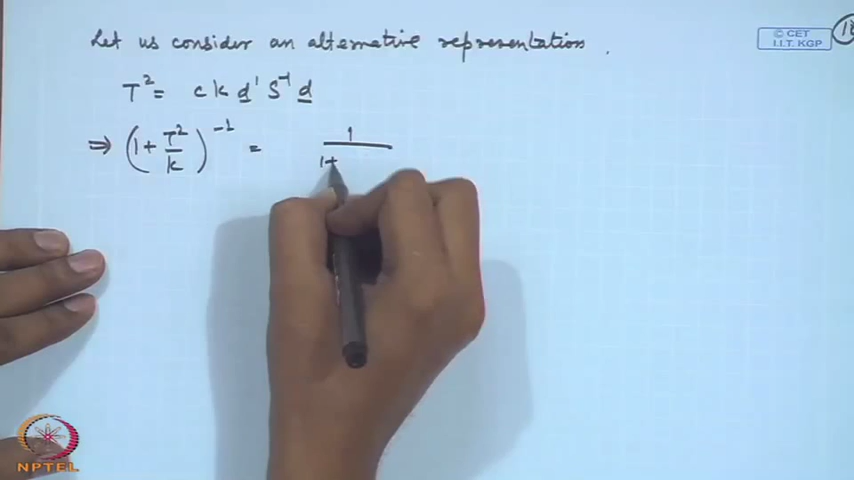 Let us consider an alternative representation.
© CET
I.I.T. KGP
T² = c k d' S⁻¹ d
⇒ (1 + T²/k)⁻¹ = 1
1+
NPTEL